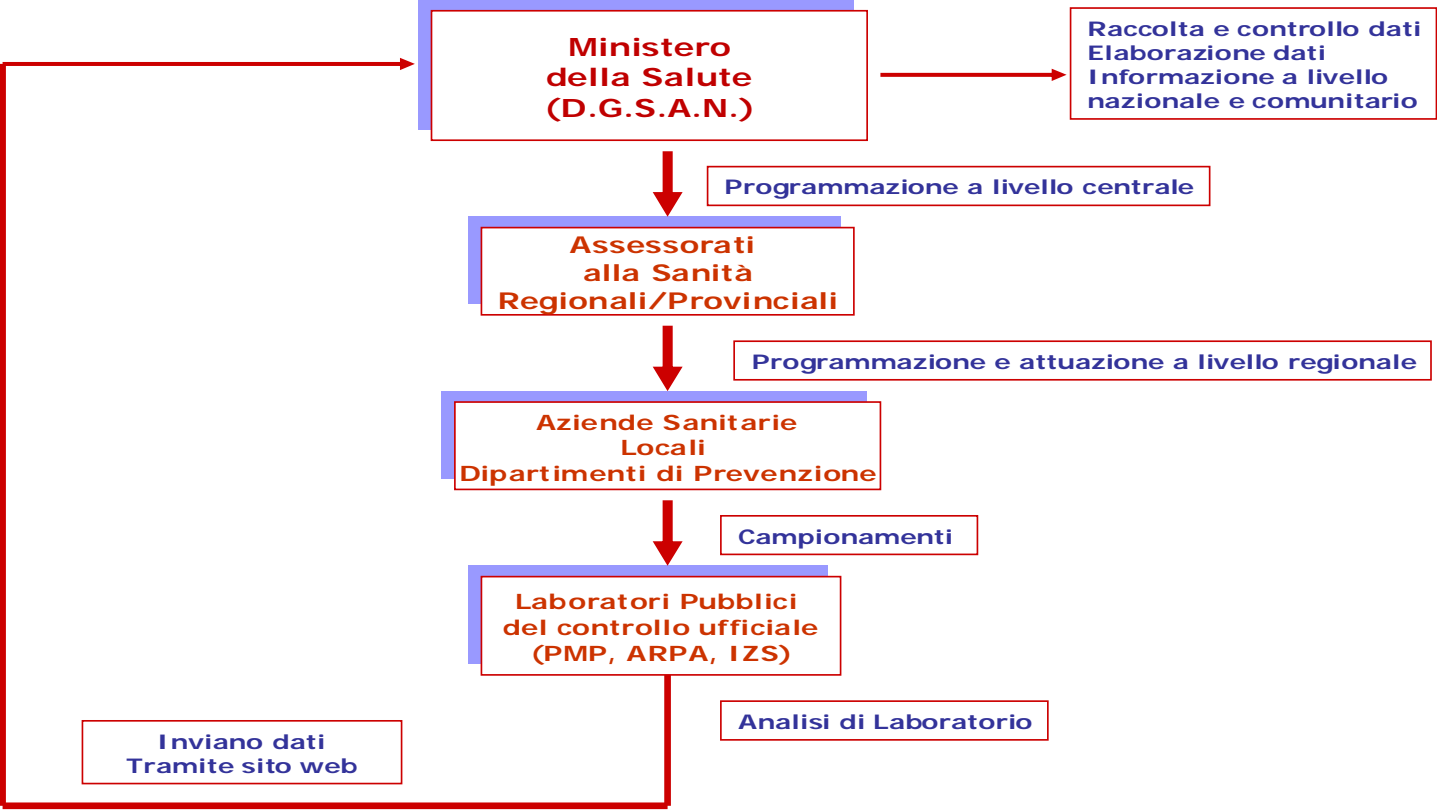 Ministero
della Salute
(D.G.S.A.N.)
Raccolta e controllo dati
Elaborazione dati
Informazione a livello
nazionale e comunitario
Programmazione a livello centrale
Assessorati
alla Sanità
Regionali/Provinciali
Programmazione e attuazione a livello regionale
Aziende Sanitarie
Locali
Dipartimenti di Prevenzione
Campionamenti
Laboratori Pubblici
del controllo ufficiale
(PMP, ARPA, IZS)
Analisi di Laboratorio
Inviano dati
Tramite sito web